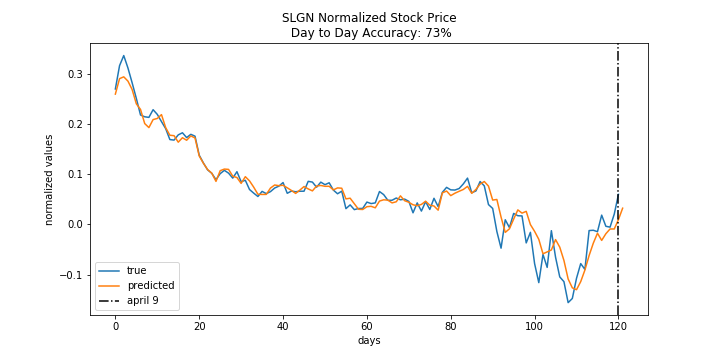 SLGN Normalized Stock Price
Day to Day Accuracy: 73%
normalized values
0.3
0.2
0.1
0.0
−0.1
true
predicted
april 9
0 20 40 60 80 100 120
days